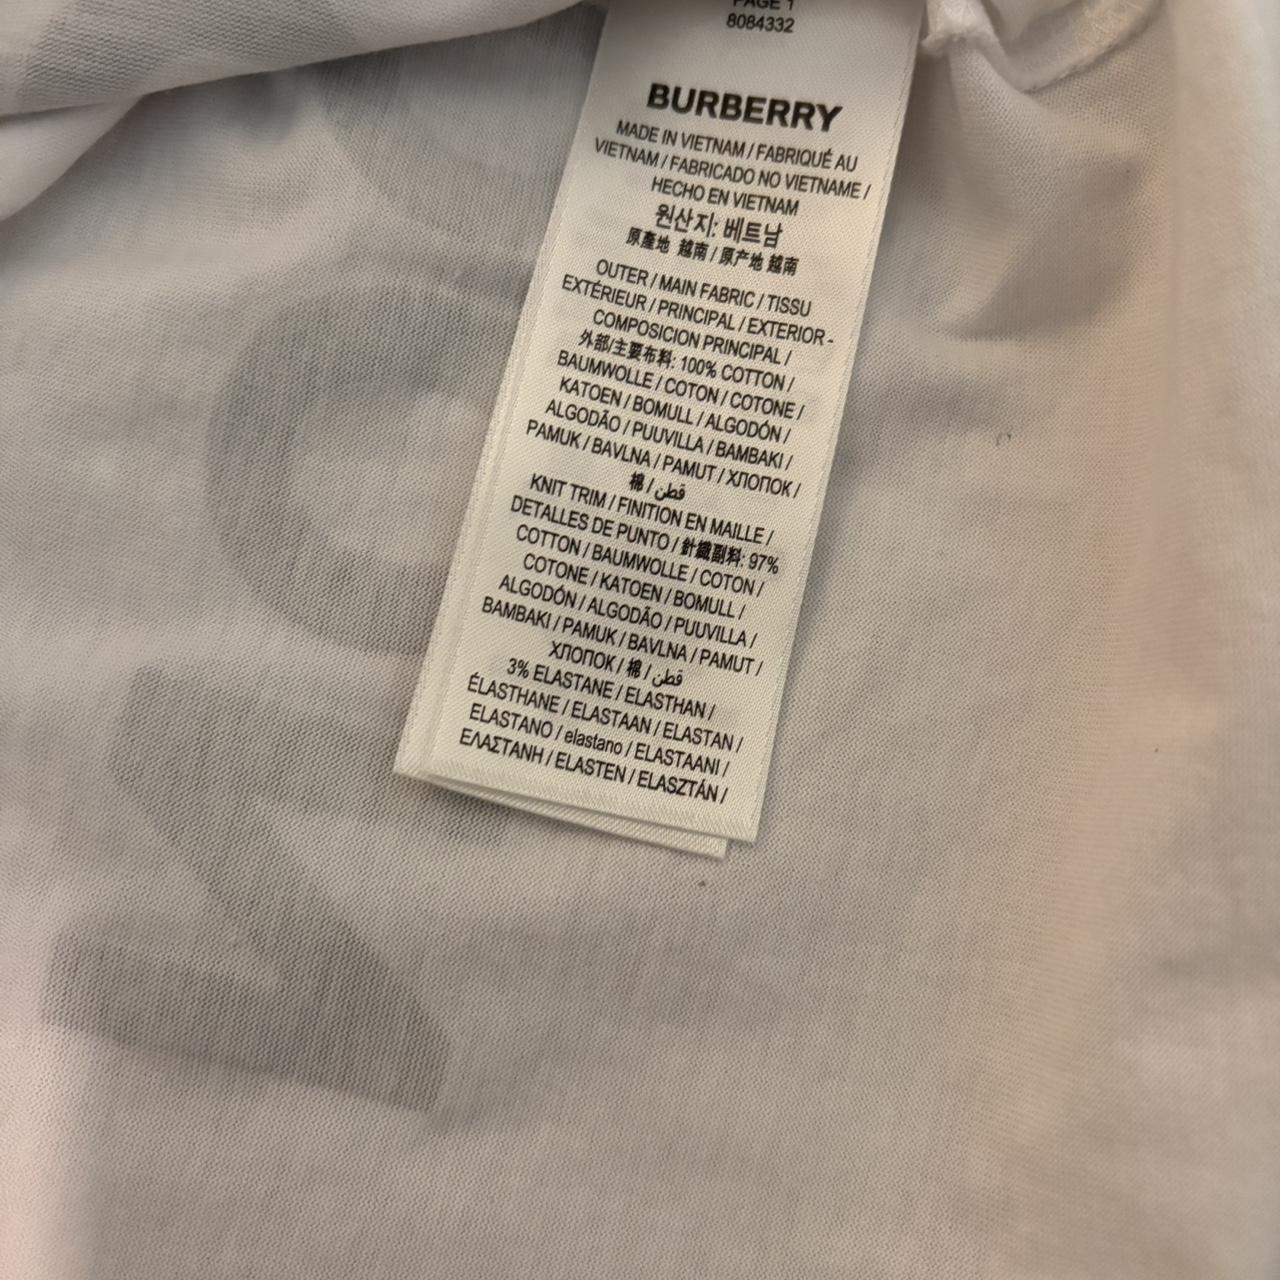 PAGE 1
8084332
BURBERRY
MADE IN VIETNAM / FABRIQUÉ AU
VIETNAM / FABRICADO NO VIETNAME /
HECHO EN VIETNAM
원산지: 베트남
原產地 越南 / 原产地 越南
OUTER / MAIN FABRIC / TISSU
EXTÉRIEUR / PRINCIPAL / EXTERIOR -
COMPOSICION PRINCIPAL /
外部/主要布料: 100% COTTON /
BAUMWOLLE / COTON / COTONE /
KATOEN / BOMULL / ALGODÓN /
ALGODÃO / PUUVILLA / BAMBAKI /
PAMUK / BAVLNA / PAMUT / ХЛОПОК /
棉 / قطن
KNIT TRIM / FINITION EN MAILLE /
DETALLES DE PUNTO / 針織副料: 97%
COTTON / BAUMWOLLE / COTON /
COTONE / KATOEN / BOMULL /
ALGODÓN / ALGODÃO / PUUVILLA /
BAMBAKI / PAMUK / BAVLNA / PAMUT /
ХЛОПОК / 棉 / قطن
3% ELASTANE / ELASTHAN /
ÉLASTHANE / ELASTAAN / ELASTAN /
ELASTANO / elastano / ELASTAANI /
ΕΛΑΣΤΑΝΗ / ELASTEN / ELASZTÁN /